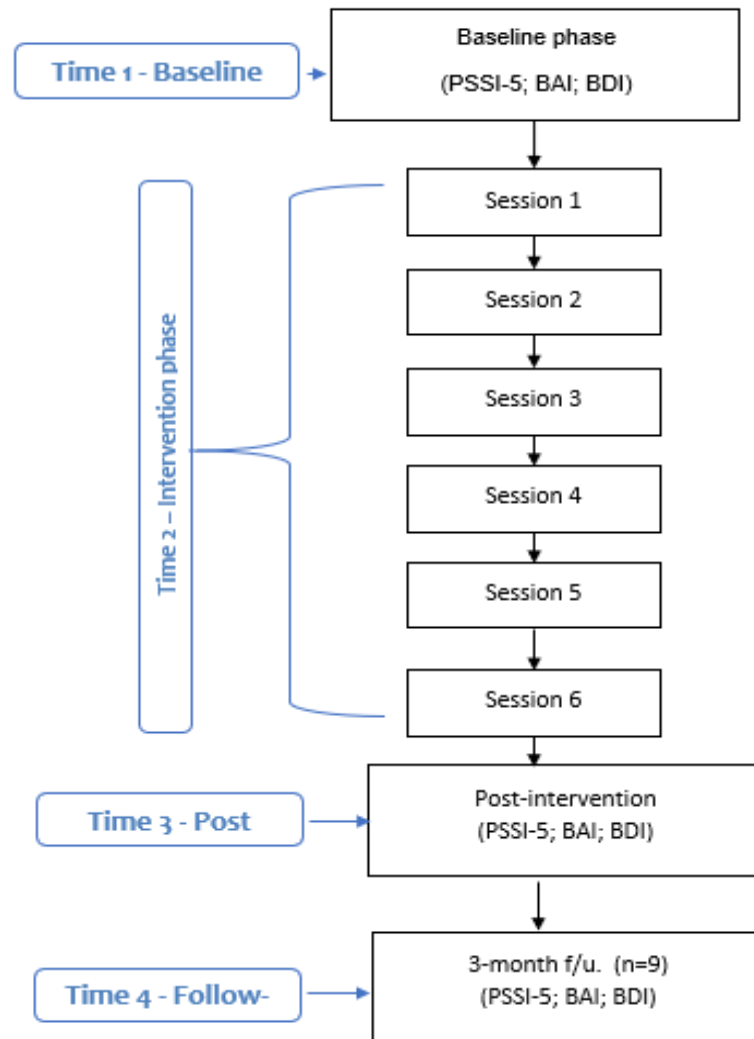 Time 1 - Baseline
Baseline phase
(PSSI-5; BAI; BDI)
Time 2 – Intervention phase
Session 1
Session 2
Session 3
Session 4
Session 5
Session 6
Time 3 - Post
Post-intervention
(PSSI-5; BAI; BDI)
Time 4 - Follow-
3-month f/u. (n=9)
(PSSI-5; BAI; BDI)